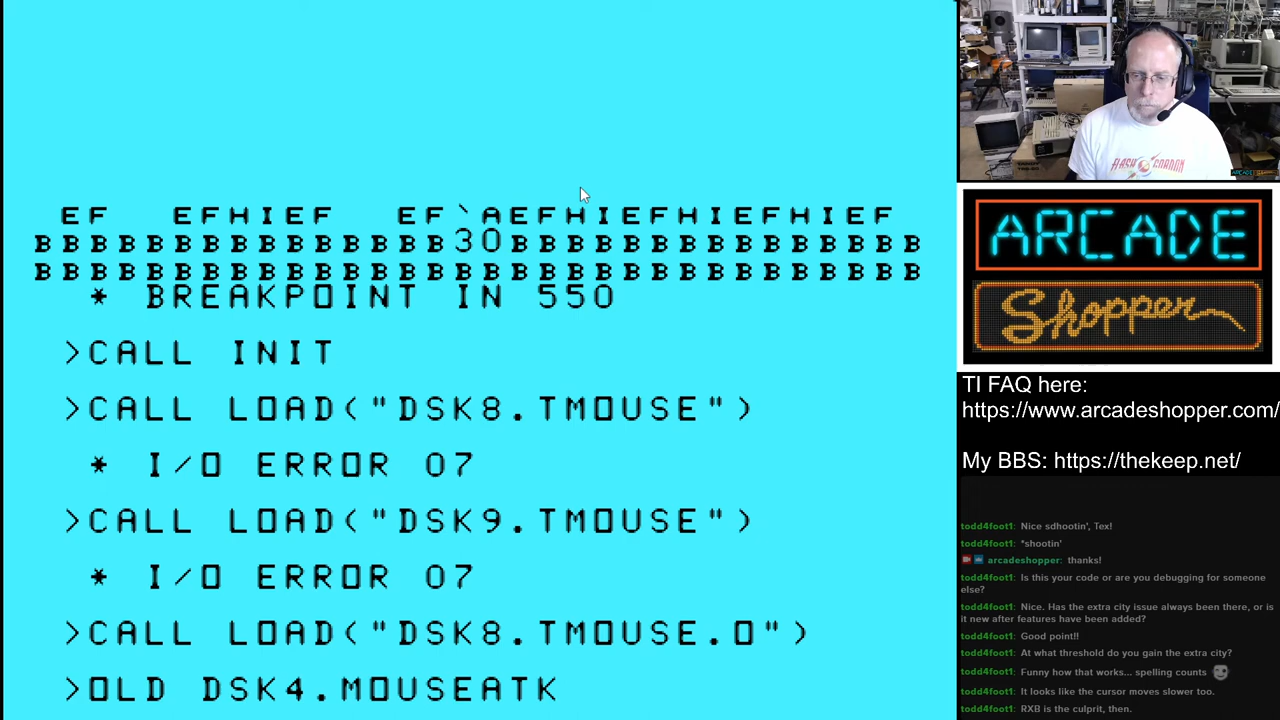 EF EFHIEF EF`AEFHIEFHIEFHIEF
BBBBBBBBBBBBBBB30BBBBBBBBBBBBBBB
BBBBBBBBBBBBBBBBBBBBBBBBBBBBBBBB
* BREAKPOINT IN 550
>CALL INIT
>CALL LOAD("DSK8.TMOUSE")
* I/O ERROR 07
>CALL LOAD("DSK9.TMOUSE")
* I/O ERROR 07
>CALL LOAD("DSK8.TMOUSE.O")
>OLD DSK4.MOUSEATK
FLASH GORDON
ARCADE
Shopper
TI FAQ here:
https://www.arcadeshopper.com/
My BBS: https://thekeep.net/
todd4foot1: Nice sdhootin', Tex!
todd4foot1: *shootin'
arcadeshopper: thanks!
todd4foot1: Is this your code or are you debugging for someone
else?
todd4foot1: Nice. Has the extra city issue always been there, or is
it new after features have been added?
todd4foot1: Good point!!
todd4foot1: At what threshold do you gain the extra city?
todd4foot1: Funny how that works... spelling counts
todd4foot1: It looks like the cursor moves slower too.
todd4foot1: RXB is the culprit, then.